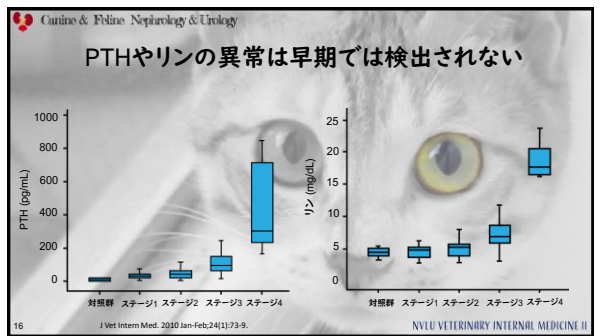 Canine & Feline Nephrology & Urology
PTHやリンの異常は早期では検出されない
PTH (pg/mL)
1000
800
600
400
200
0
対照群 ステージ1 ステージ2 ステージ3 ステージ4
リン (mg/dL)
25
20
15
10
5
0
対照群 ステージ1 ステージ2 ステージ3 ステージ4
16
J Vet Intern Med. 2010 Jan-Feb;24(1):73-9.
NVLU VETERINARY INTERNAL MEDICINE II